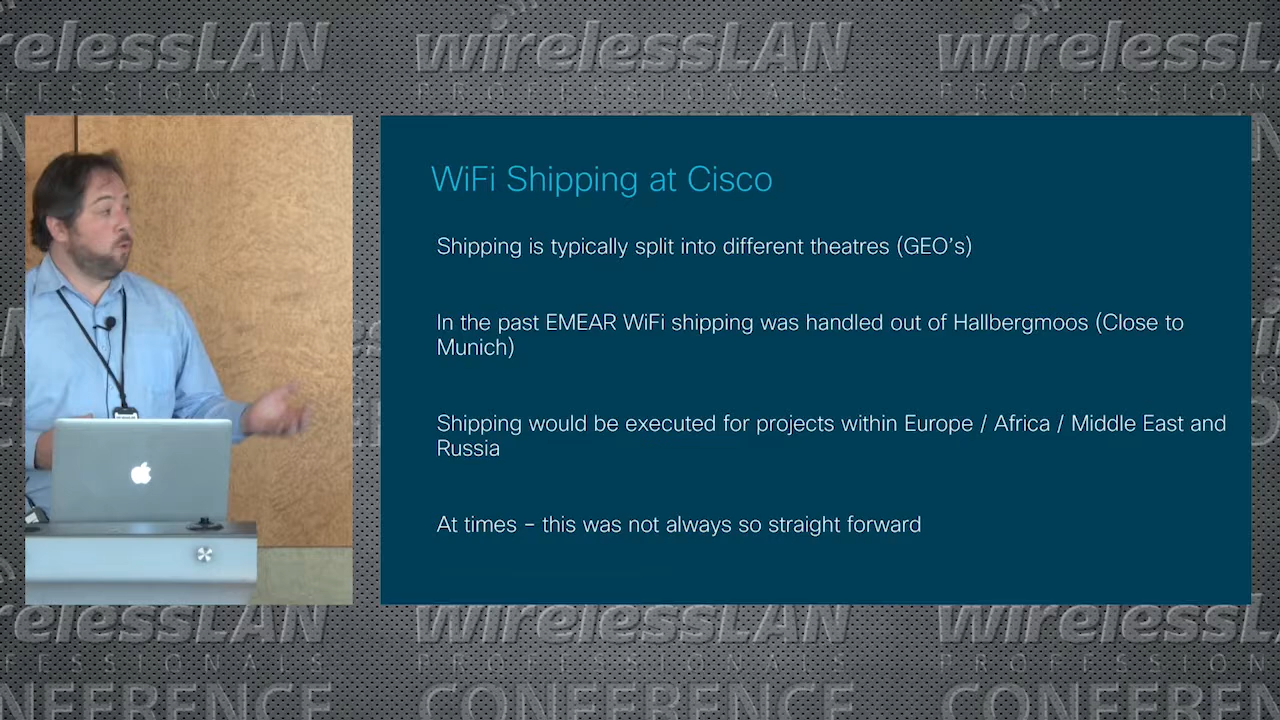 wirelessLAN
PROFESSIONALS
WiFi Shipping at Cisco
Shipping is typically split into different theatres (GEO's)
In the past EMEAR WiFi shipping was handled out of Hallbergmoos (Close to
Munich)
Shipping would be executed for projects within Europe / Africa / Middle East and
Russia
At times – this was not always so straight forward
wirelessLAN
PROFESSIONALS
CONFERENCE